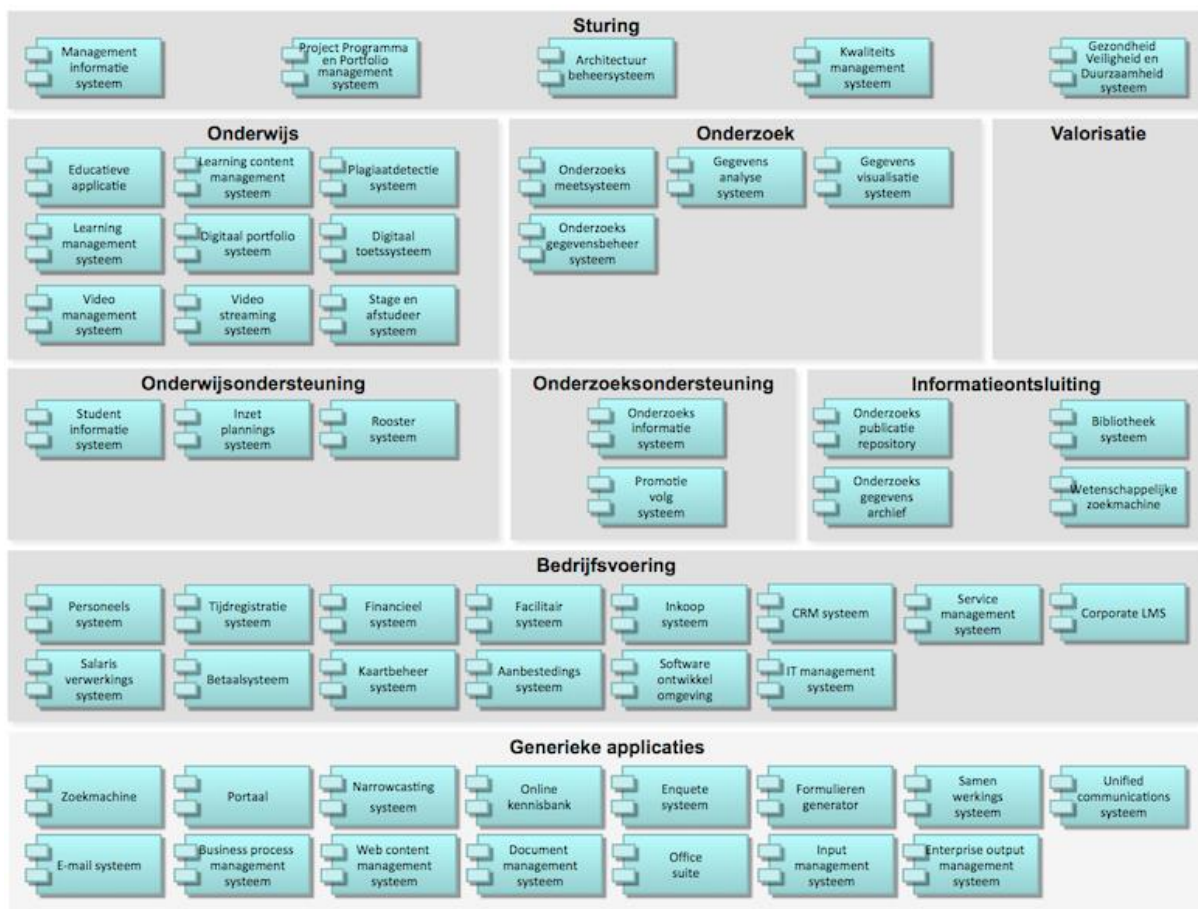 Sturing
Management
informatie
systeem
Project Programma
en Portfolio
management
systeem
Architectuur
beheersysteem
Kwaliteits
management
systeem
Gezondheid
Veiligheid en
Duurzaamheid
systeem
Onderwijs
Educatieve
applicatie
Learning content
management
systeem
Plagiaatdetectie
systeem
Learning
management
systeem
Digitaal portfolio
systeem
Digitaal
toetssysteem
Video
management
systeem
Video
streaming
systeem
Stage en
afstudeer
systeem
Onderzoek
Onderzoeks
meetsysteem
Gegevens
analyse
systeem
Gegevens
visualisatie
systeem
Onderzoeks
gegevensbeheer
systeem
Valorisatie
Onderwijsondersteuning
Student
informatie
systeem
Inzet
plannings
systeem
Rooster
systeem
Onderzoeksondersteuning
Onderzoeks
informatie
systeem
Promotie
volg
systeem
Informatieontsluiting
Onderzoeks
publicatie
repository
Bibliotheek
systeem
Onderzoeks
gegevens
archief
Wetenschappelijke
zoekmachine
Bedrijfsvoering
Personeels
systeem
Tijdregistratie
systeem
Financieel
systeem
Facilitair
systeem
Inkoop
systeem
CRM systeem
Service
management
systeem
Corporate LMS
Salaris
verwerkings
systeem
Betaalsysteem
Kaartbeheer
systeem
Aanbestedings
systeem
Software
ontwikkel
omgeving
IT management
systeem
Generieke applicaties
Zoekmachine
Portaal
Narrowcasting
systeem
Online
kennisbank
Enquete
systeem
Formulieren
generator
Samen
werkings
systeem
Unified
communications
systeem
E-mail systeem
Business process
management
systeem
Web content
management
systeem
Document
management
systeem
Office
suite
Input
management
systeem
Enterprise output
management
systeem